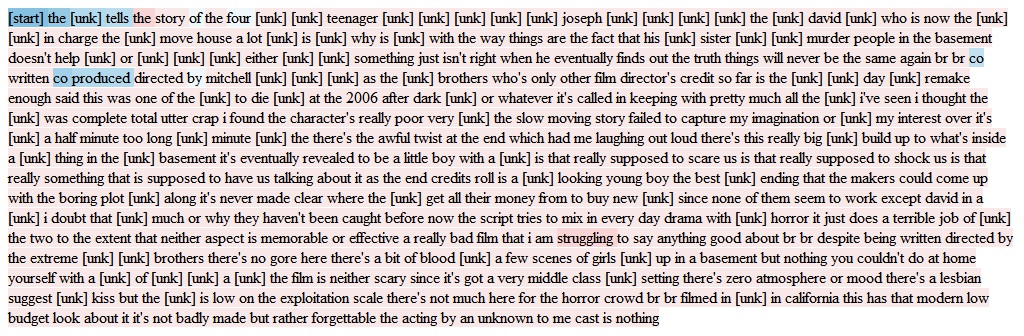 [start] the [unk] tells the story of the four [unk] [unk] teenager [unk] [unk] [unk] [unk] [unk] joseph [unk] [unk] [unk] [unk] the [unk] david [unk] who is now the [unk]
[unk] in charge the [unk] move house a lot [unk] is [unk] why is [unk] with the way things are the fact that his [unk] sister [unk] [unk] murder people in the basement
doesn't help [unk] or [unk] [unk] [unk] either [unk] [unk] something just isn't right when he eventually finds out the truth things will never be the same again br br co
written co produced directed by mitchell [unk] [unk] [unk] as the [unk] brothers who's only other film director's credit so far is the [unk] [unk] day [unk] remake
enough said this was one of the [unk] to die [unk] at the 2006 after dark [unk] or whatever it's called in keeping with pretty much all the [unk] i've seen i thought the
[unk] was complete total utter crap i found the character's really poor very [unk] the slow moving story failed to capture my imagination or [unk] my interest over it's
[unk] a half minute too long [unk] minute [unk] the there's the awful twist at the end which had me laughing out loud there's this really big [unk] build up to what's inside
a [unk] thing in the [unk] basement it's eventually revealed to be a little boy with a [unk] is that really supposed to scare us is that really supposed to shock us is that
really something that is supposed to have us talking about it as the end credits roll is a [unk] looking young boy the best [unk] ending that the makers could come up
with the boring plot [unk] along it's never made clear where the [unk] get all their money from to buy new [unk] since none of them seem to work except david in a
[unk] i doubt that [unk] much or why they haven't been caught before now the script tries to mix in every day drama with [unk] horror it just does a terrible job of [unk]
the two to the extent that neither aspect is memorable or effective a really bad film that i am struggling to say anything good about br br despite being written directed by
the extreme [unk] [unk] brothers there's no gore here there's a bit of blood [unk] a few scenes of girls [unk] up in a basement but nothing you couldn't do at home
yourself with a [unk] of [unk] [unk] a [unk] the film is neither scary since it's got a very middle class [unk] setting there's zero atmosphere or mood there's a lesbian
suggest [unk] kiss but the [unk] is low on the exploitation scale there's not much here for the horror crowd br br filmed in [unk] in california this has that modern low
budget look about it it's not badly made but rather forgettable the acting by an unknown to me cast is nothing